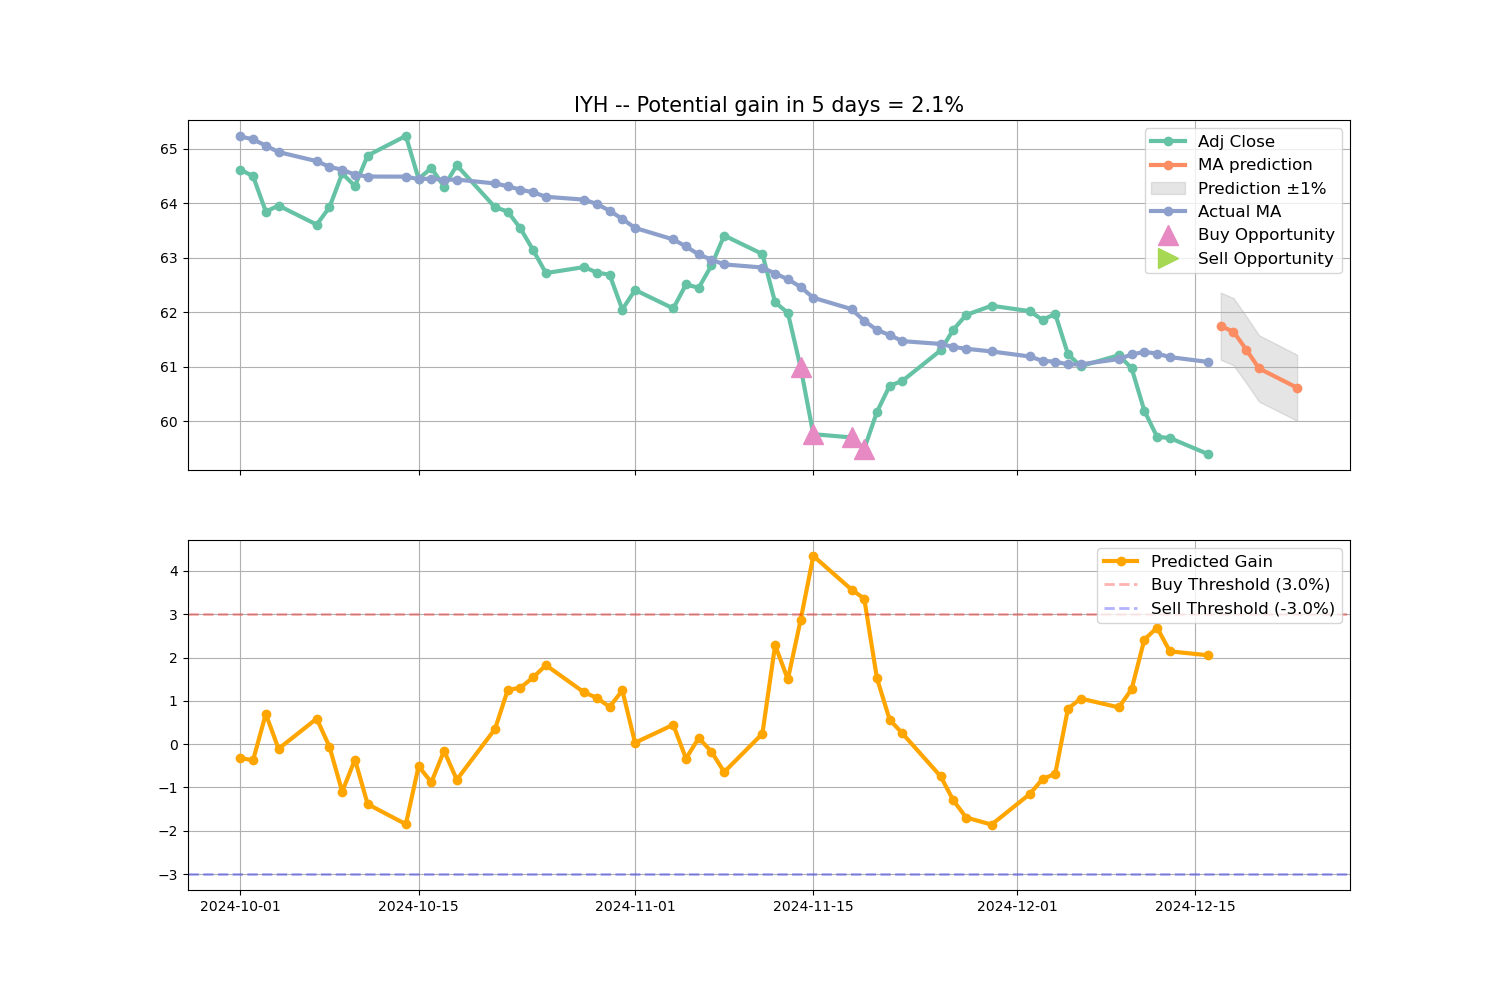 IYH -- Potential gain in 5 days = 2.1%
65
64
63
62
61
60
Adj Close
MA prediction
Prediction ±1%
Actual MA
Buy Opportunity
Sell Opportunity
4
3
2
1
0
−1
−2
−3
Predicted Gain
Buy Threshold (3.0%)
Sell Threshold (-3.0%)
2024-10-01 2024-10-15 2024-11-01 2024-11-15 2024-12-01 2024-12-15